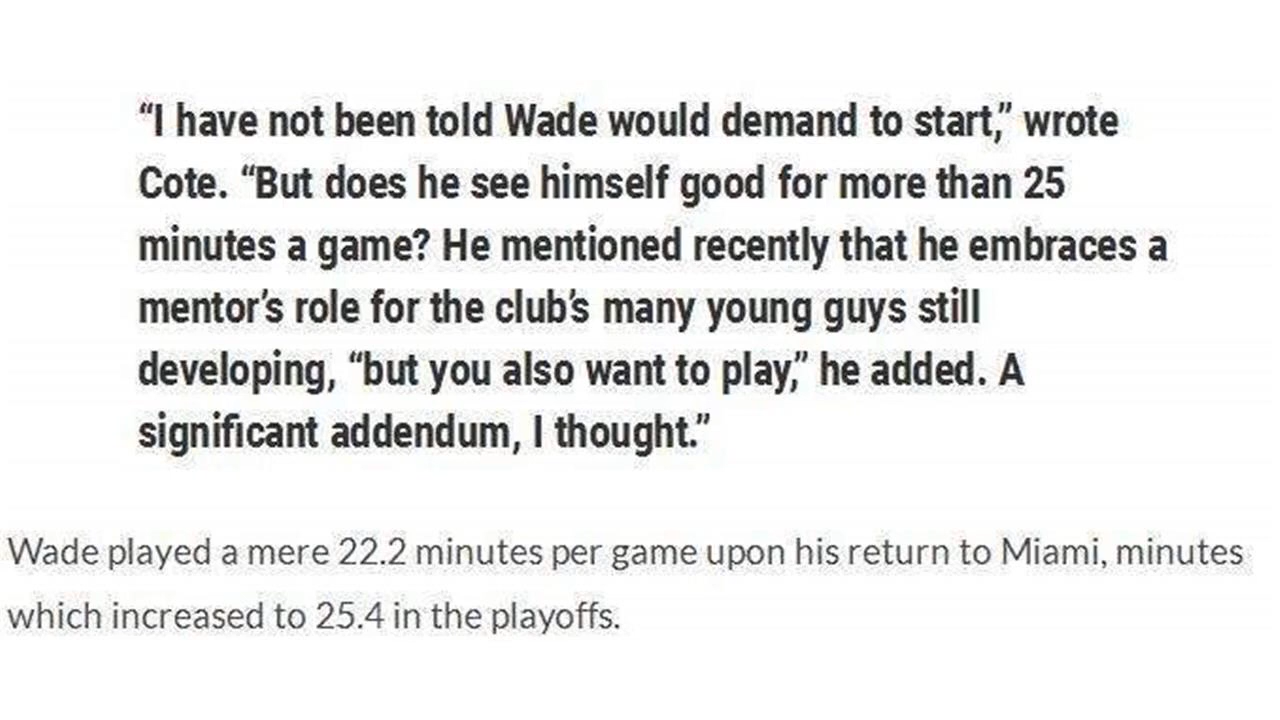 “I have not been told Wade would demand to start,” wrote
Cote. “But does he see himself good for more than 25
minutes a game? He mentioned recently that he embraces a
mentor’s role for the club’s many young guys still
developing, “but you also want to play,” he added. A
significant addendum, I thought.”
Wade played a mere 22.2 minutes per game upon his return to Miami, minutes
which increased to 25.4 in the playoffs.